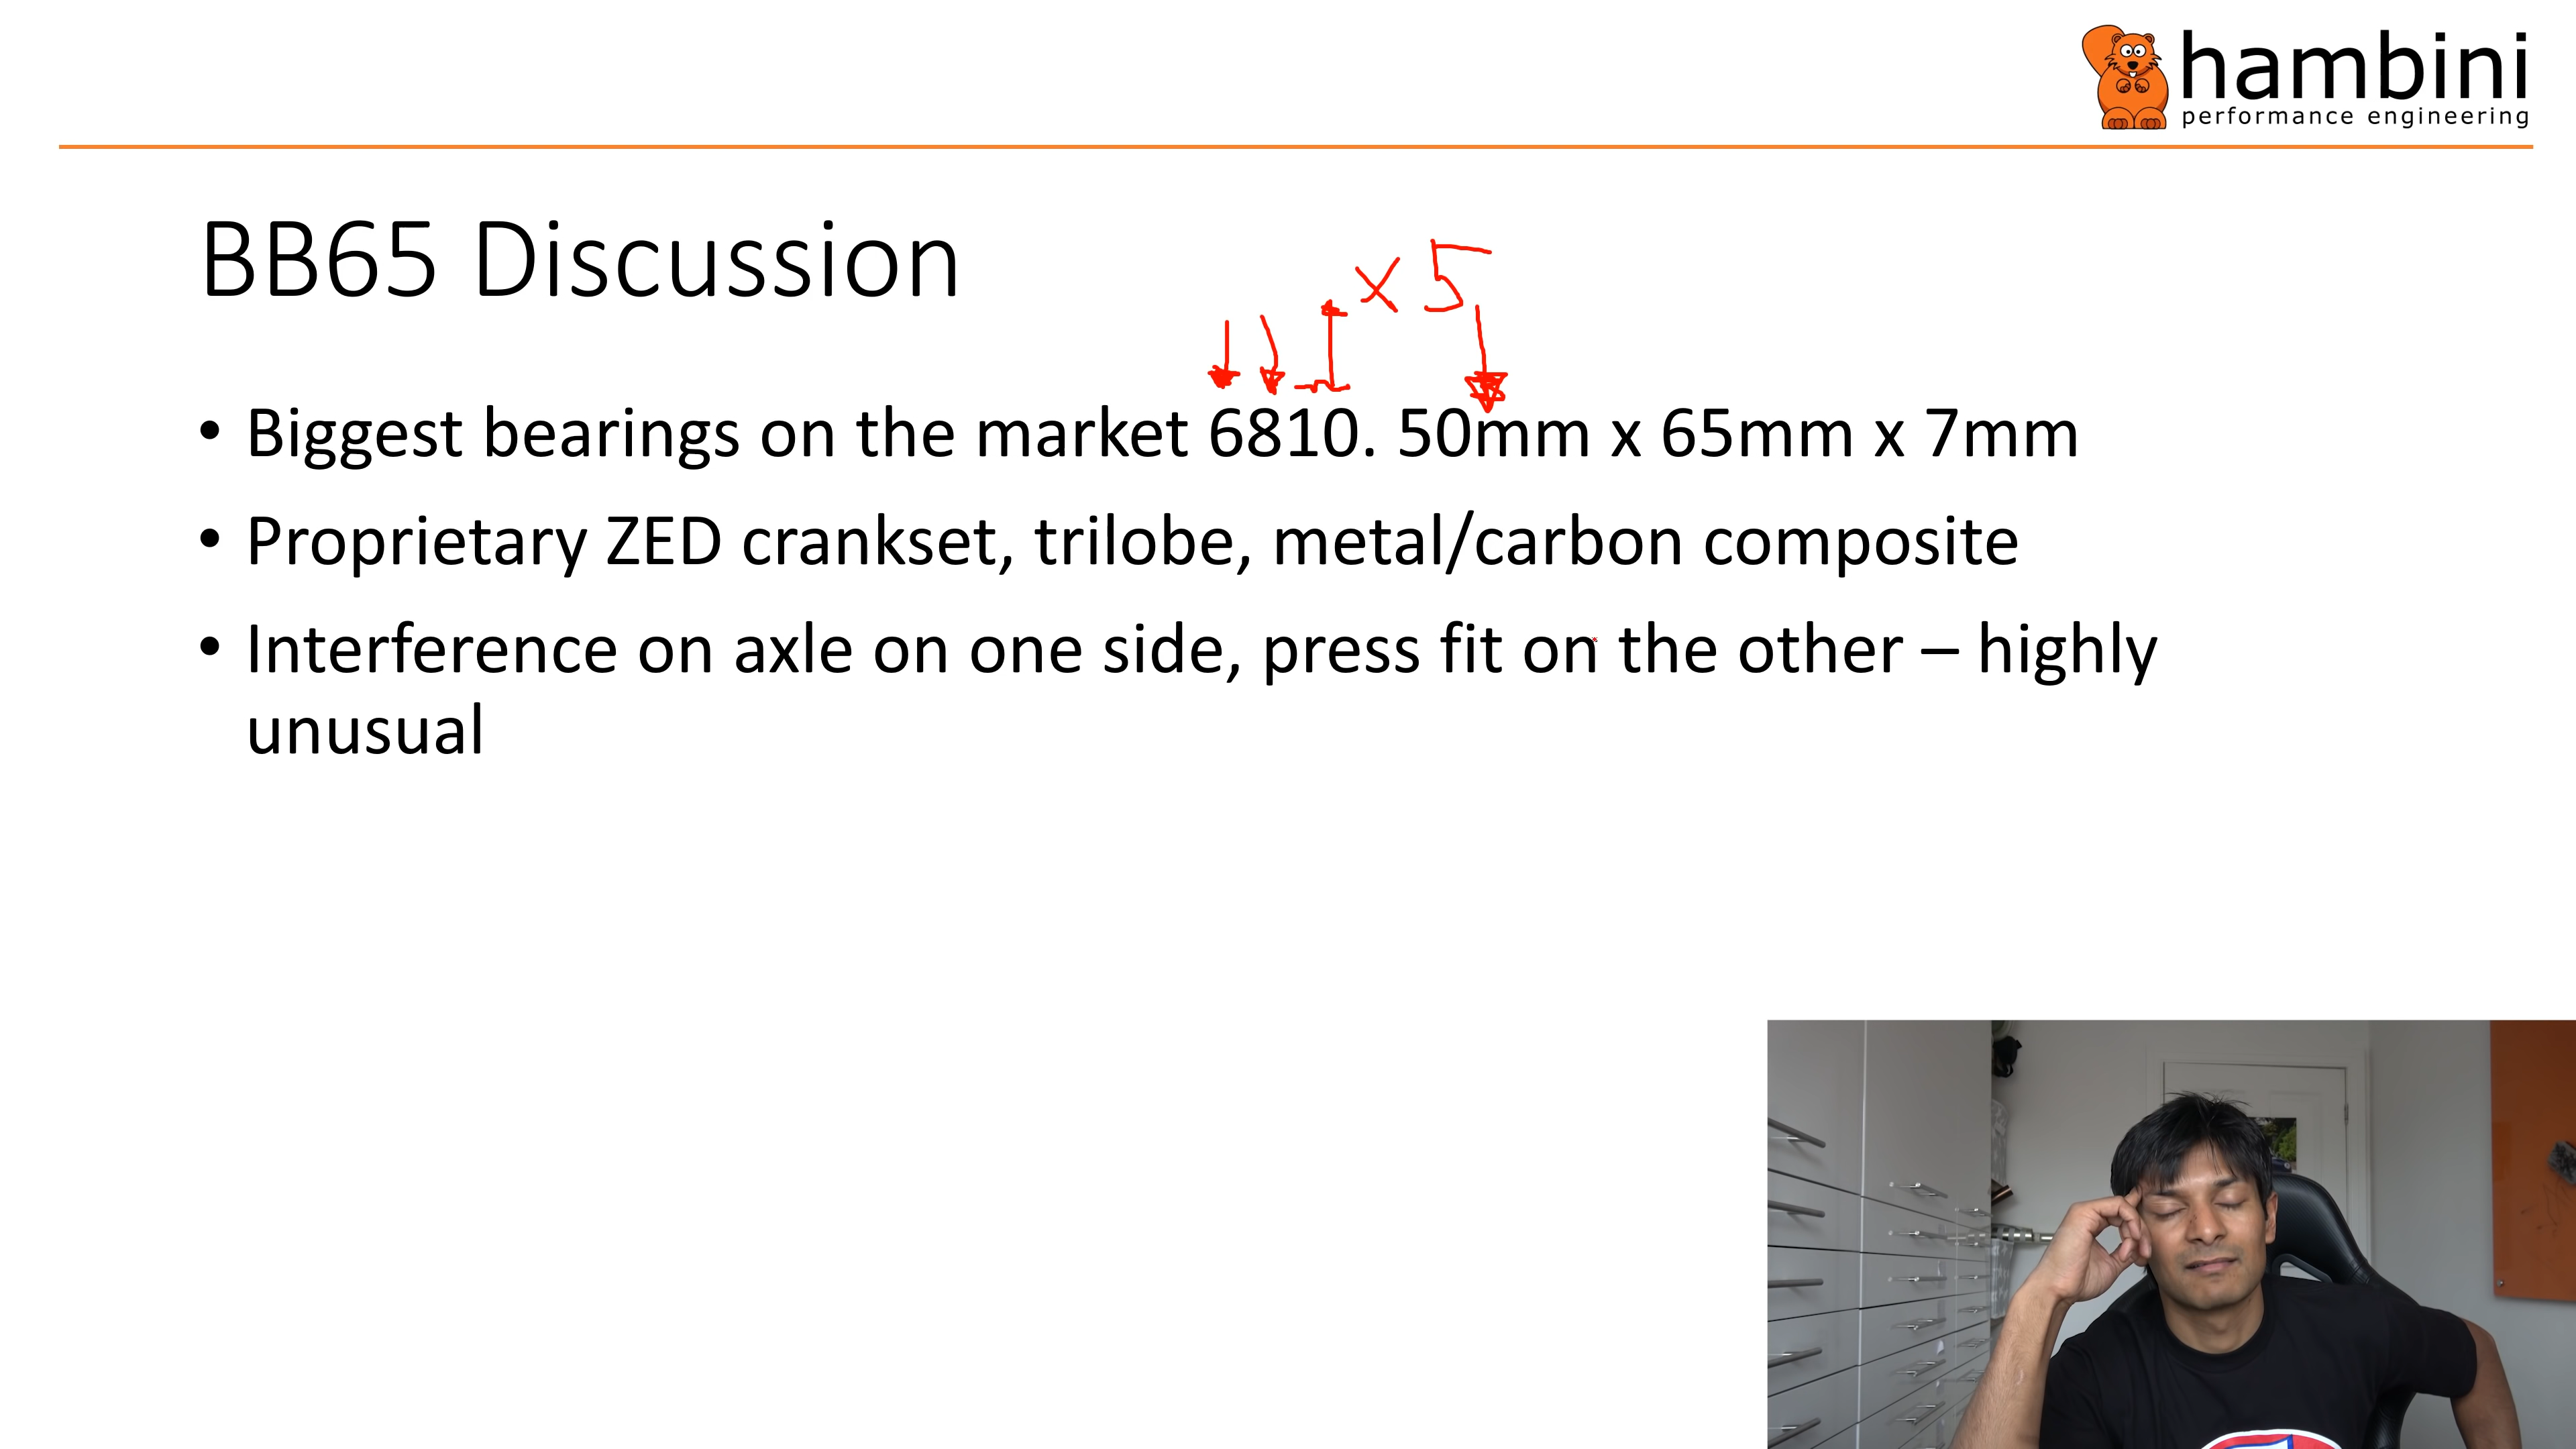 hambini
performance engineering
BB65 Discussion
x 5
• Biggest bearings on the market 6810. 50mm x 65mm x 7mm
• Proprietary ZED crankset, trilobe, metal/carbon composite
• Interference on axle on one side, press fit on the other – highly
unusual